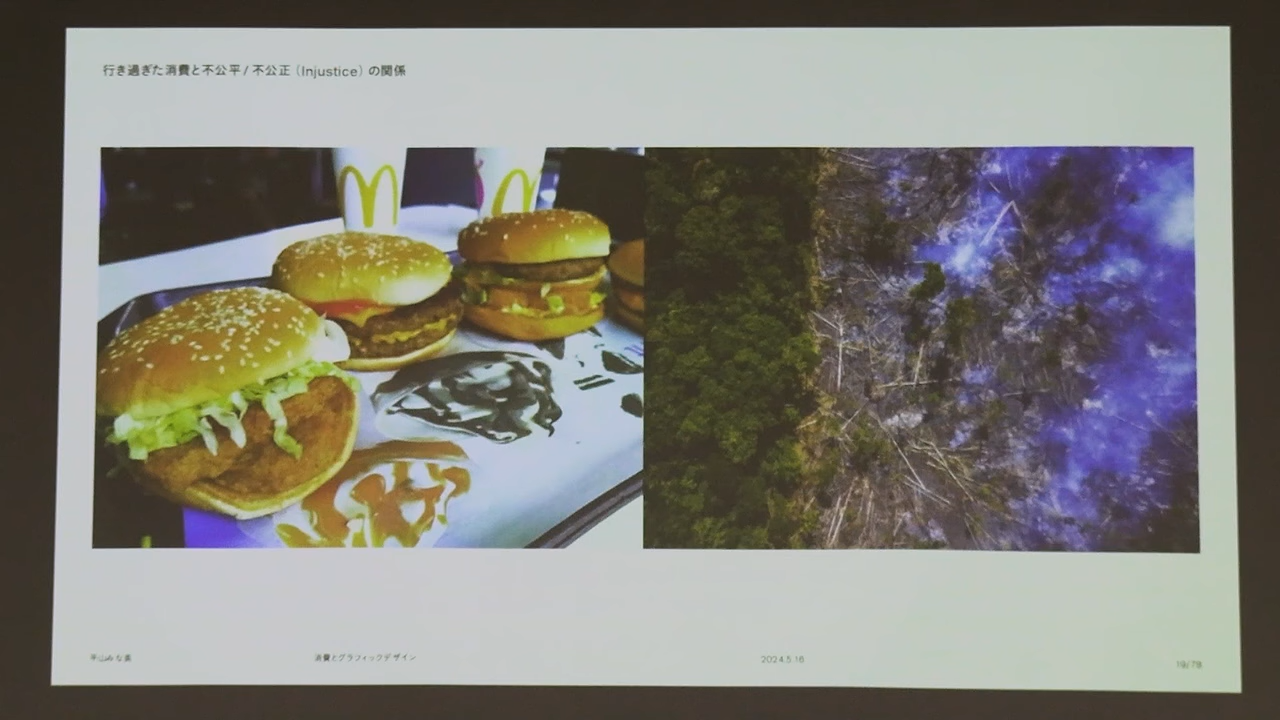 行き過ぎた消費と不公平 / 不公正（Injustice）の関係
平山みな美
消費とグラフィックデザイン
2024.5.16
19/78